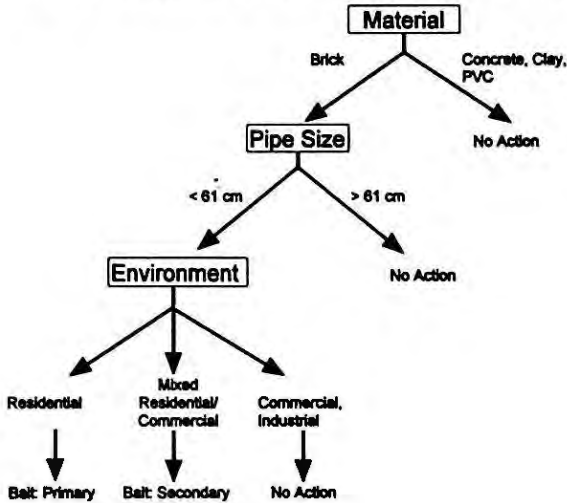 Material
Brick
Concrete, Clay,
PVC
Pipe Size
No Action
< 61 cm
> 61 cm
Environment
No Action
Residential
Mixed
Residential/
Commercial
Commercial,
Industrial
Bait: Primary
Bait: Secondary
No Action